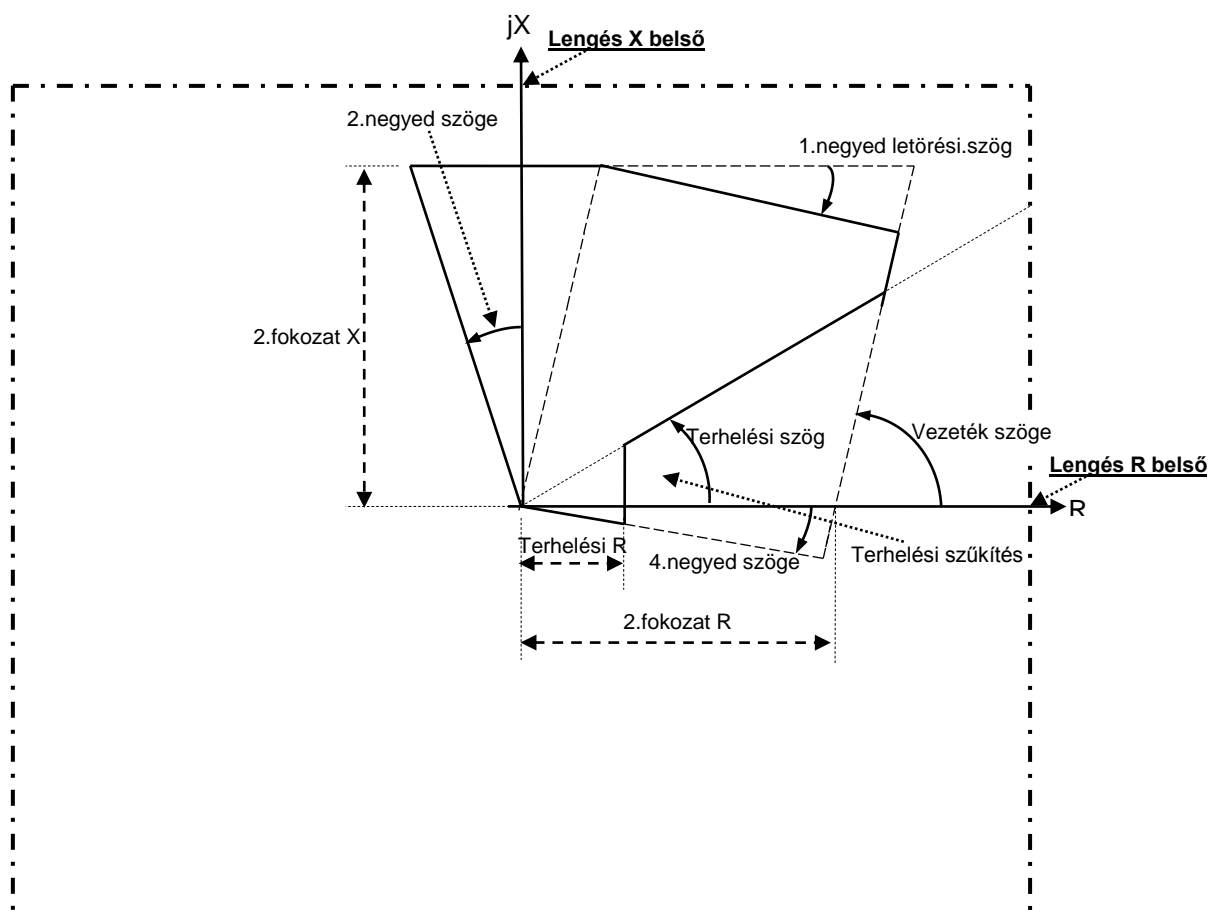 jX
Lengés X belső
2.negyed szöge
1.negyed letörési.szög
2.fokozat X
Terhelési szög
Vezeték szöge
Lengés R belső
R
Terhelési R
4.negyed szöge
Terhelési szűkítés
2.fokozat R